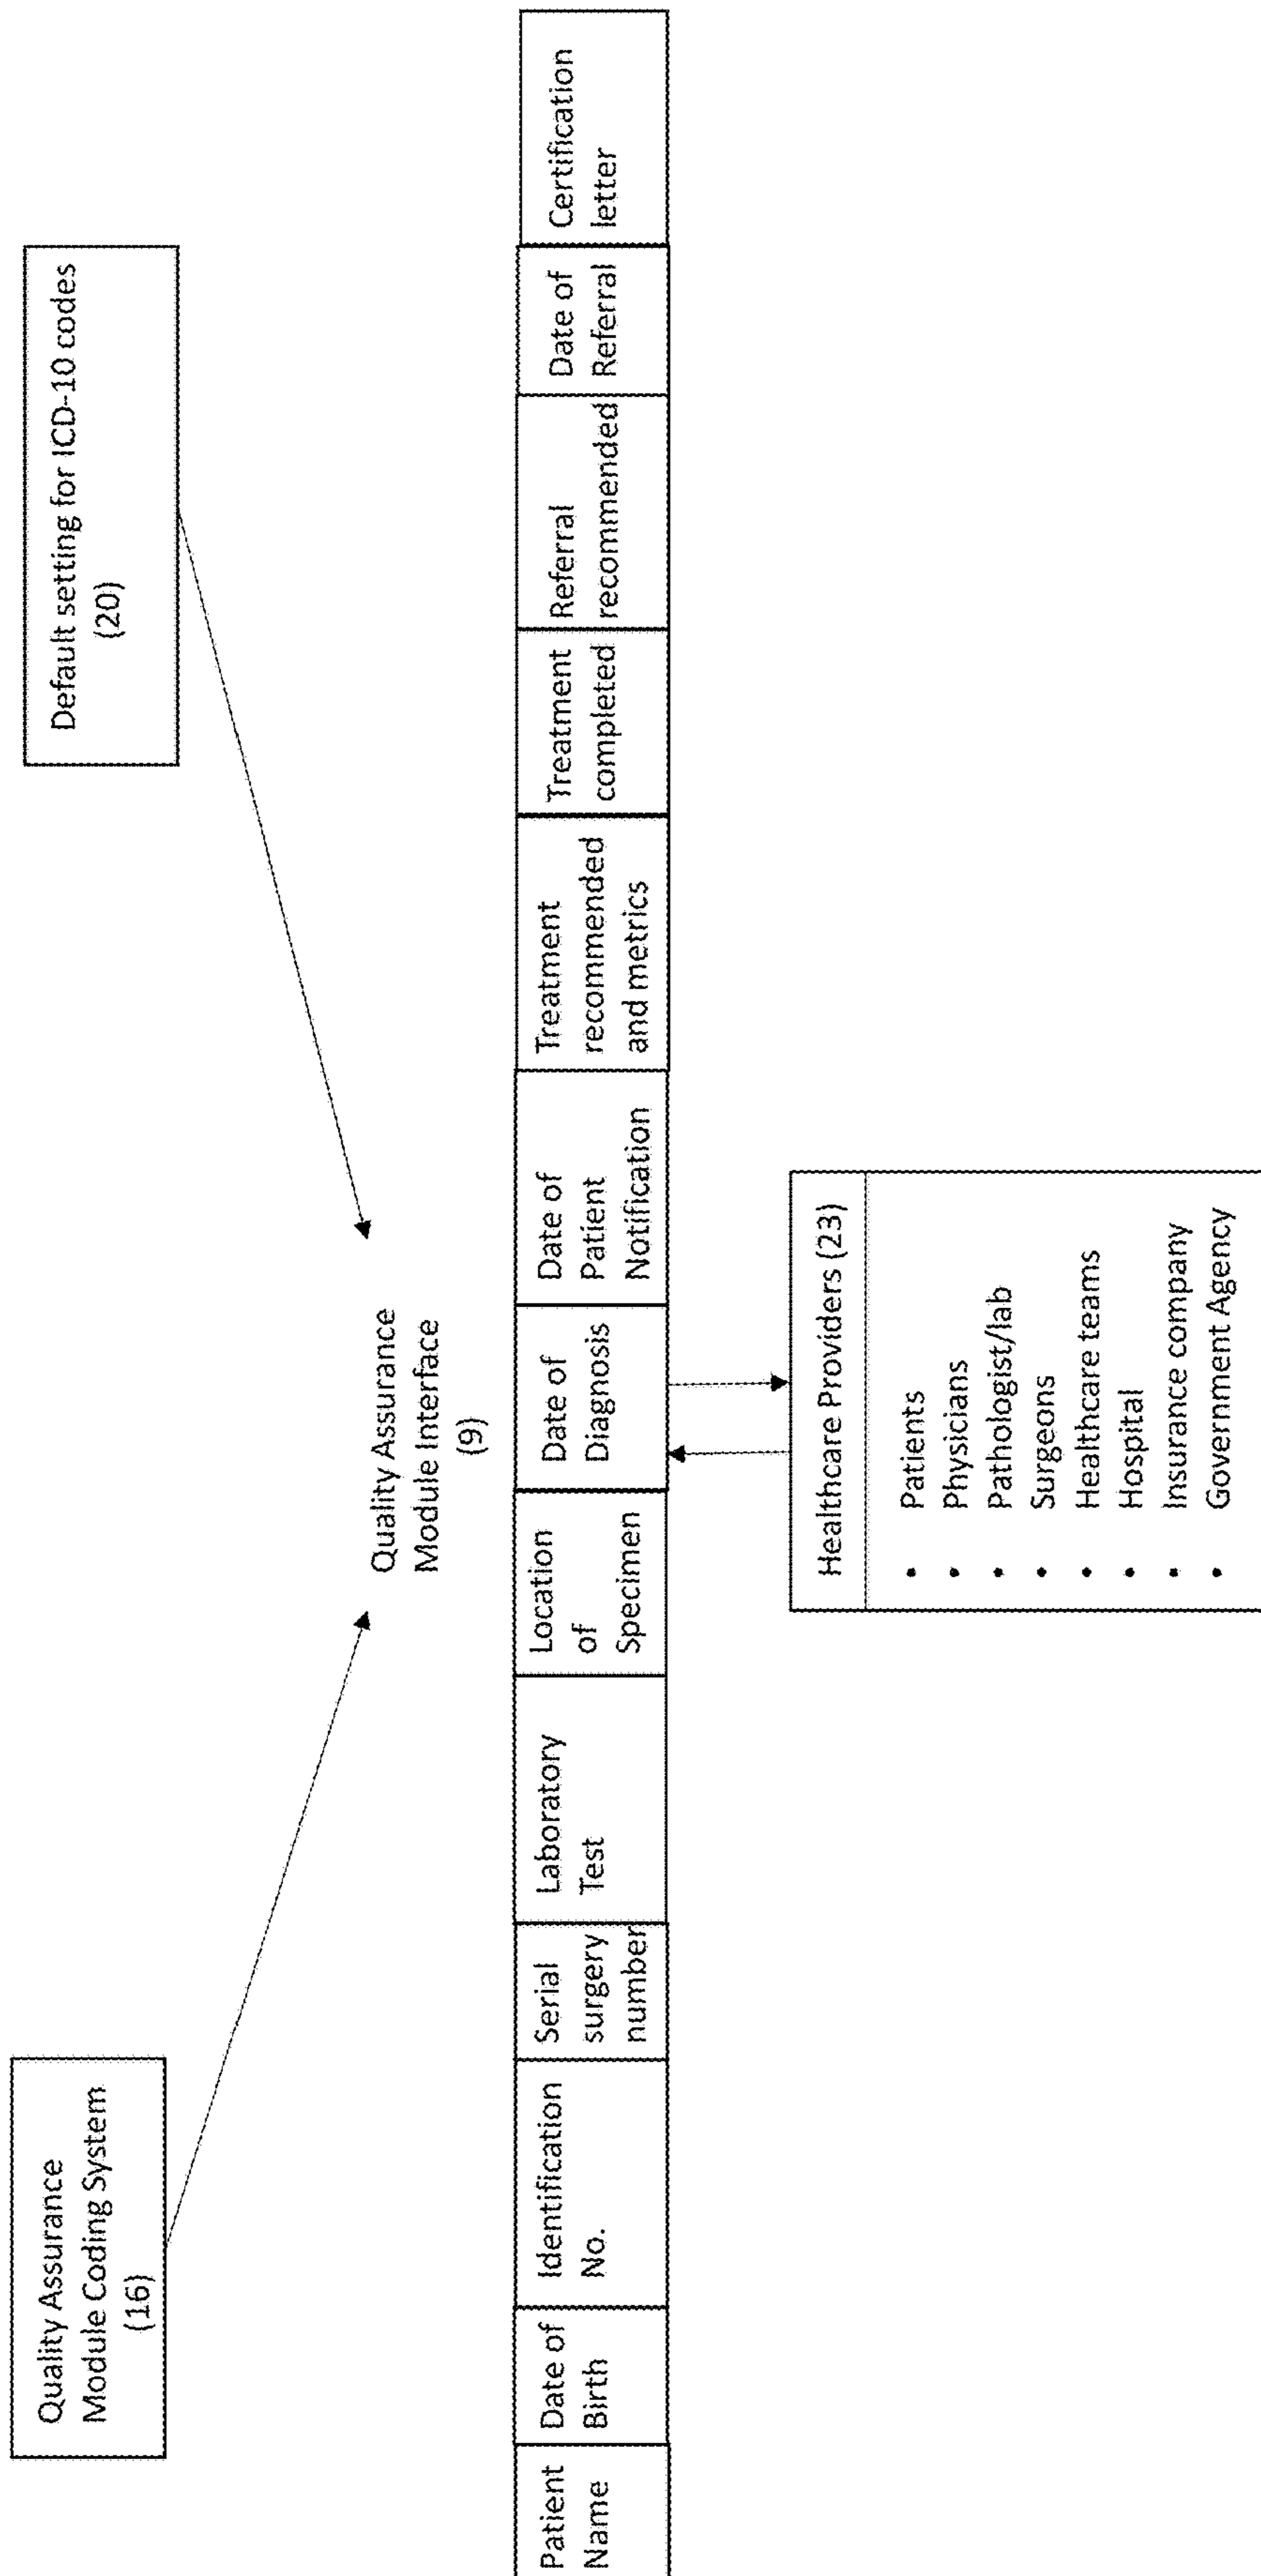 Quality Assurance
Module Coding System
(16)
Default setting for ICD-10 codes
(20)
Quality Assurance
Module Interface
(9)
Patient
Name
Date of
Birth
Identification
No.
Serial
surgery
number
Laboratory
Test
Location
of
Specimen
Date of
Diagnosis
Date of
Patient
Notification
Treatment
recommended
and metrics
Treatment
completed
Referral
recommended
Date of
Referral
Certification
letter
Healthcare Providers (23)
• Patients
• Physicians
• Pathologist/lab
• Surgeons
• Healthcare teams
• Hospital
• Insurance company
• Government Agency